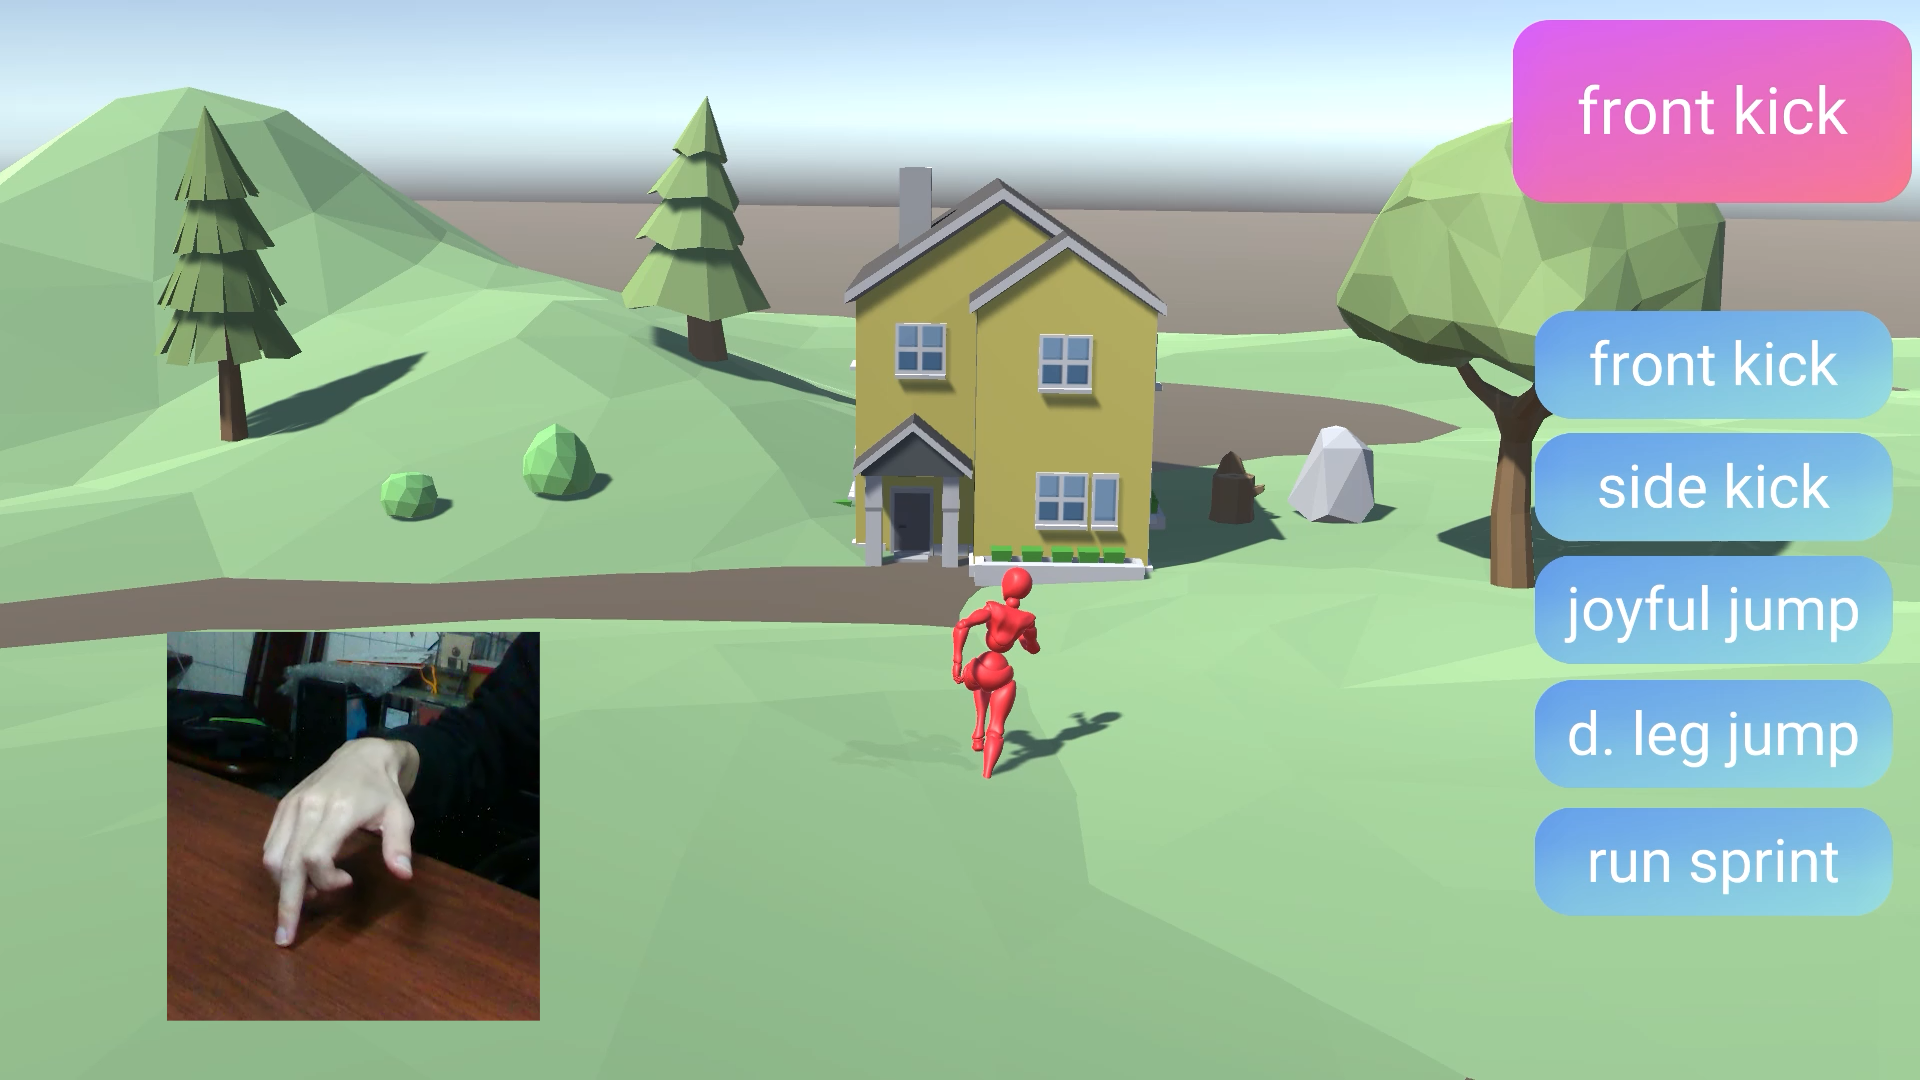 front kick
front kick
side kick
joyful jump
d. leg jump
run sprint